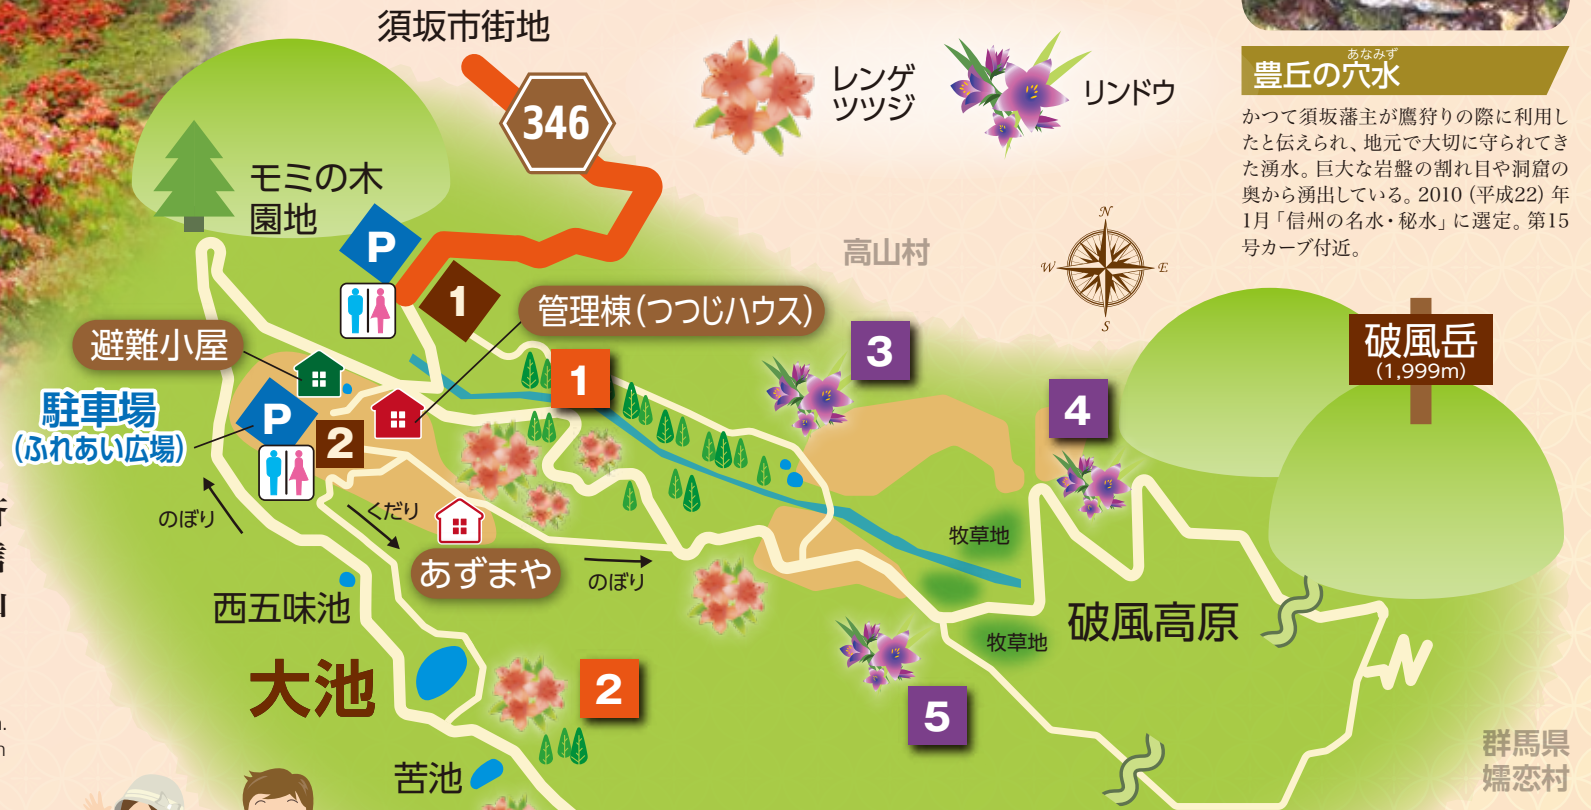 須坂市街地
346
レンゲ
ツツジ
リンドウ
あなみず
豊丘の穴水
かつて須坂藩主が鷹狩りの際に利用し
たと伝えられ、地元で大切に守られてき
た湧水。巨大な岩盤の割れ目や洞窟の
奥から湧出している。2010（平成22）年
1月「信州の名水・秘水」に選定。第15
号カーブ付近。
モミの木
園地
P
高山村
N
W
E
S
1
管理棟（つつじハウス）
避難小屋
3
破風岳
(1,999m)
1
4
駐車場
（ふれあい広場）
P
2
のぼり
くだり
牧草地
あずまや
のぼり
西五味池
破風高原
牧草地
大池
2
5
苦池
群馬県
嬬恋村